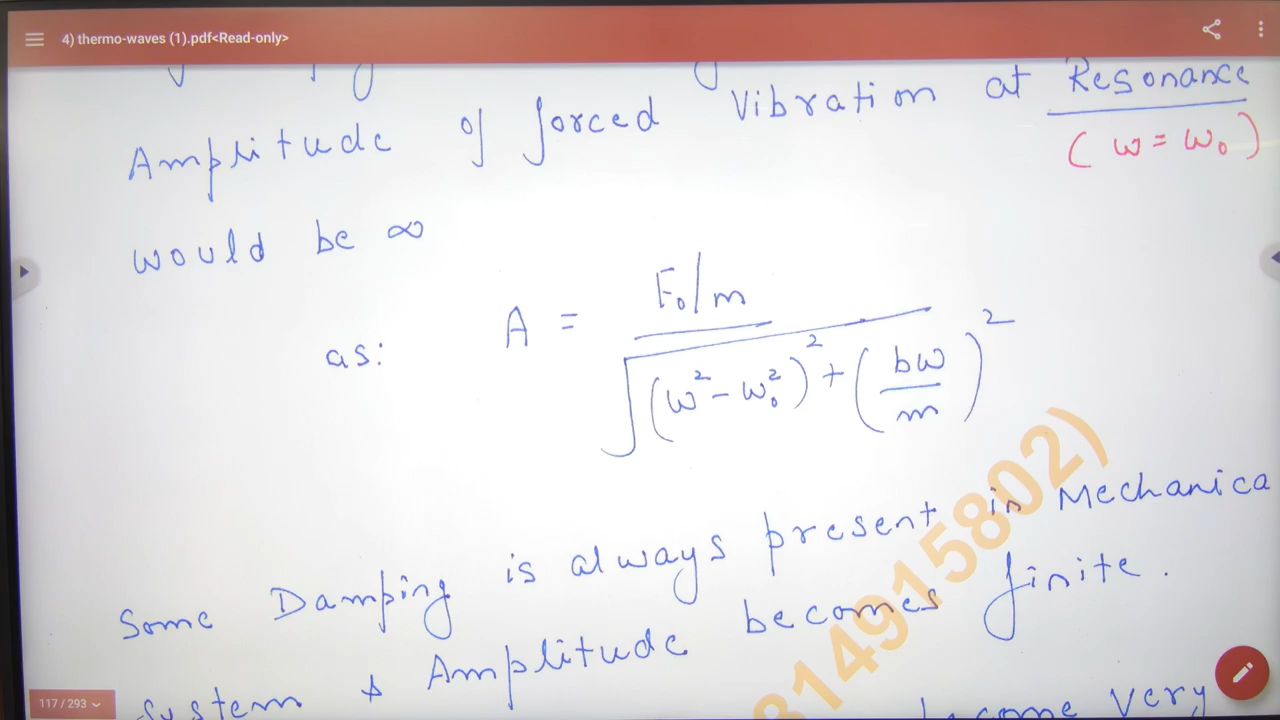 4) thermo-waves (1).pdf<Read-only>
Amplitude of forced Vibration at Resonance
(ω = ω₀)
would be ∞
as: A = F₀/m / √((ω² - ω₀²)² + (bω/m)²)
Some Damping is always present in Mechanica
system & Amplitude becomes finite.
become very
814915802)
117 / 293